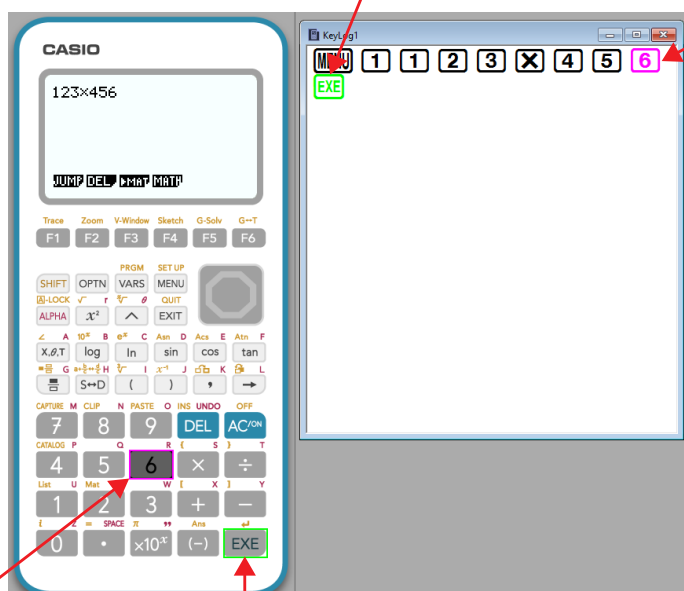 CASIO
123×456
JUMP DEL ▶MAT MATH
Trace Zoom V-Window Sketch G-Solv G↔T
F1 F2 F3 F4 F5 F6
PRGM SET UP
SHIFT OPTN VARS MENU
A-LOCK √ r θ QUIT
ALPHA x² ^ EXIT
∠ A 10ˣ B eˣ C Asn D Acs E Atn F
X,θ,T log ln sin cos tan
G H I x⁻¹ J K L
S↔D ( ) , →
CAPTURE M CLIP N PASTE O INS UNDO OFF
7 8 9 DEL AC/ON
CATALOG P Q R { S } T
4 5 6 × ÷
List U Mat V W [ X ] Y
1 2 3 + −
Z = SPACE π " Ans ↵
0 • ×10ˣ (−) EXE
KeyLog1
MENU 1 1 2 3 × 4 5 6
EXE